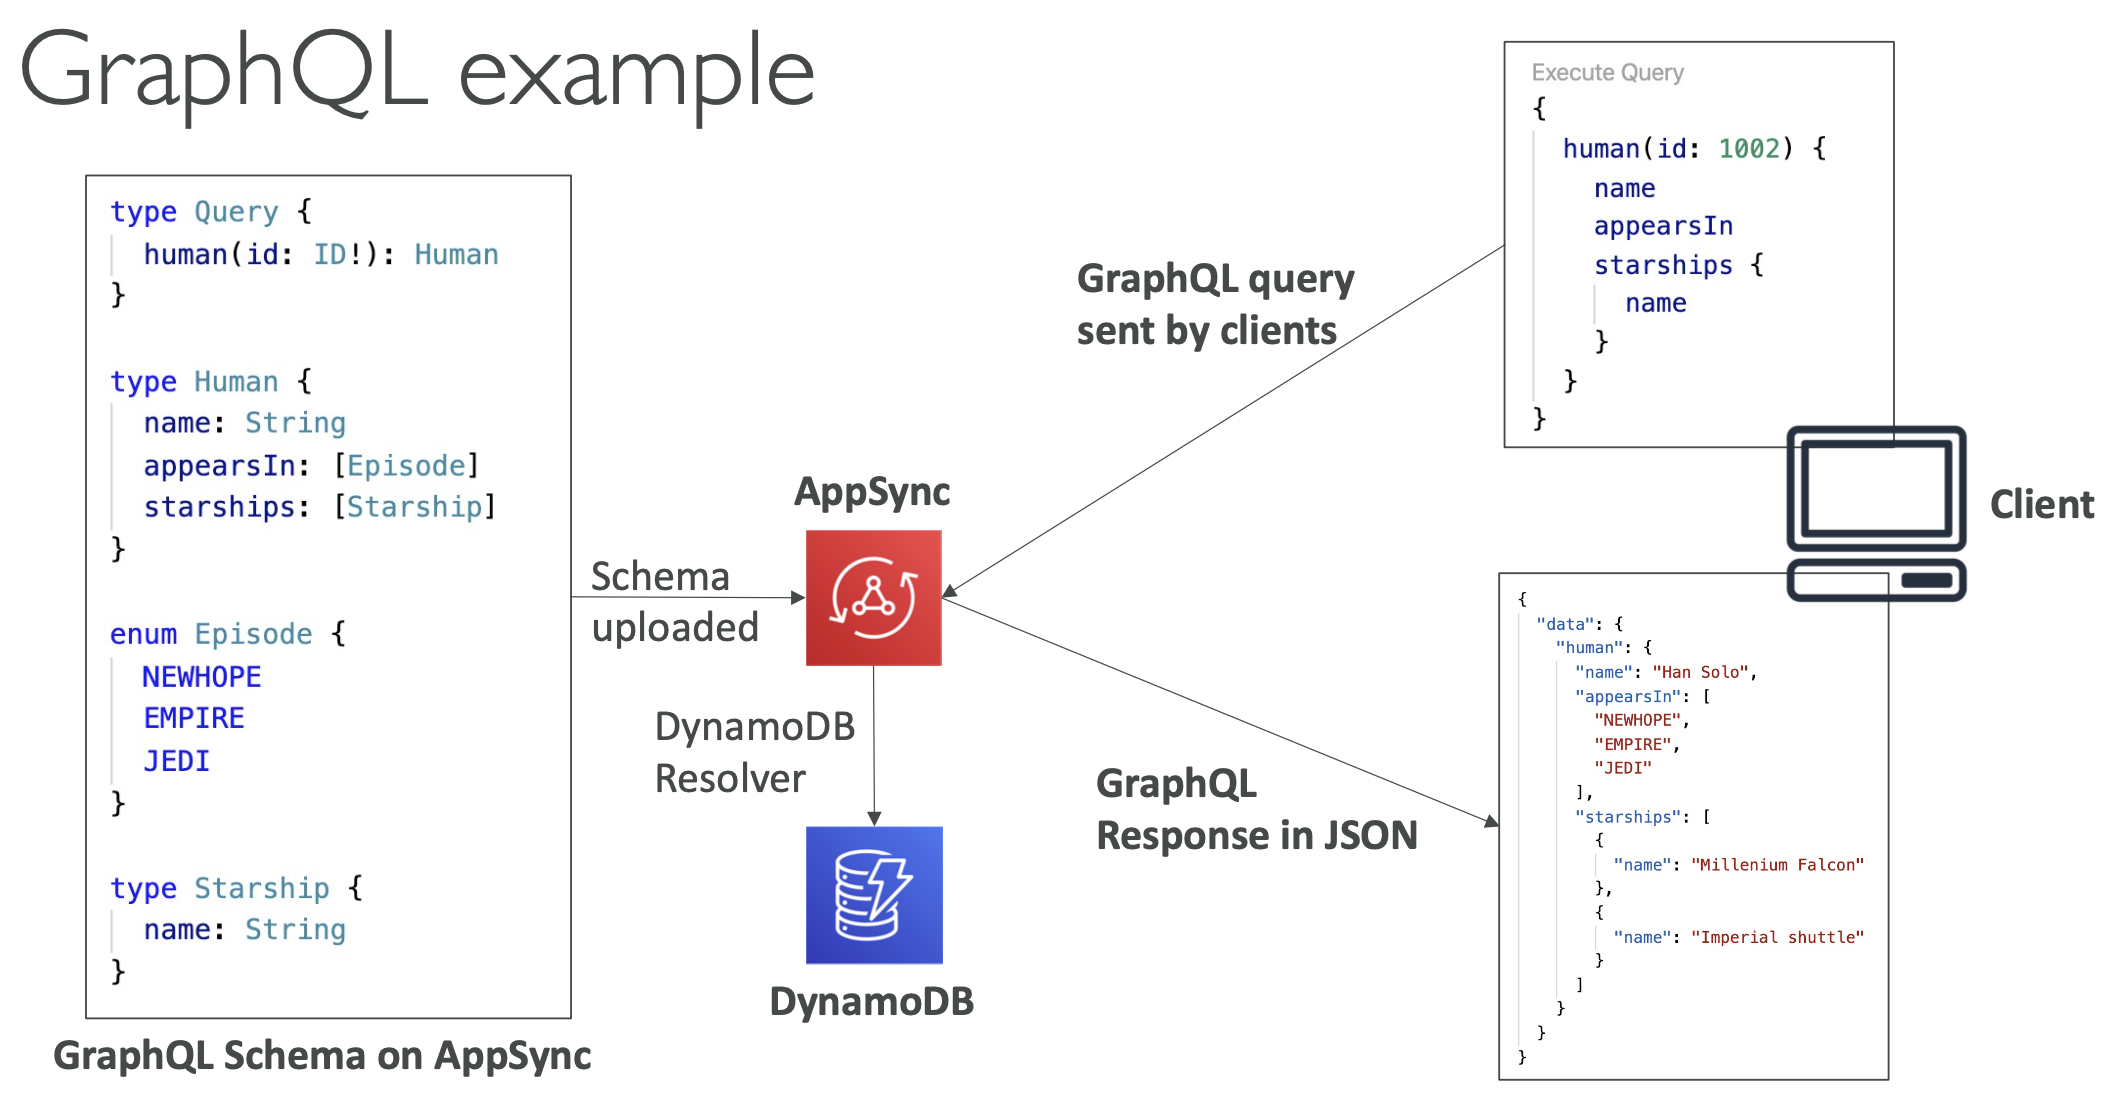 GraphQL example
type Query {
  human(id: ID!): Human
}
type Human {
  name: String
  appearsIn: [Episode]
  starships: [Starship]
}
enum Episode {
  NEWHOPE
  EMPIRE
  JEDI
}
type Starship {
  name: String
}
GraphQL Schema on AppSync
Schema
uploaded
AppSync
DynamoDB
Resolver
DynamoDB
GraphQL query
sent by clients
GraphQL
Response in JSON
Execute Query
{
  human(id: 1002) {
    name
    appearsIn
    starships {
      name
    }
  }
}
Client
{
  "data": {
    "human": {
      "name": "Han Solo",
      "appearsIn": [
        "NEWHOPE",
        "EMPIRE",
        "JEDI"
      ],
      "starships": [
        {
          "name": "Millenium Falcon"
        },
        {
          "name": "Imperial shuttle"
        }
      ]
    }
  }
}